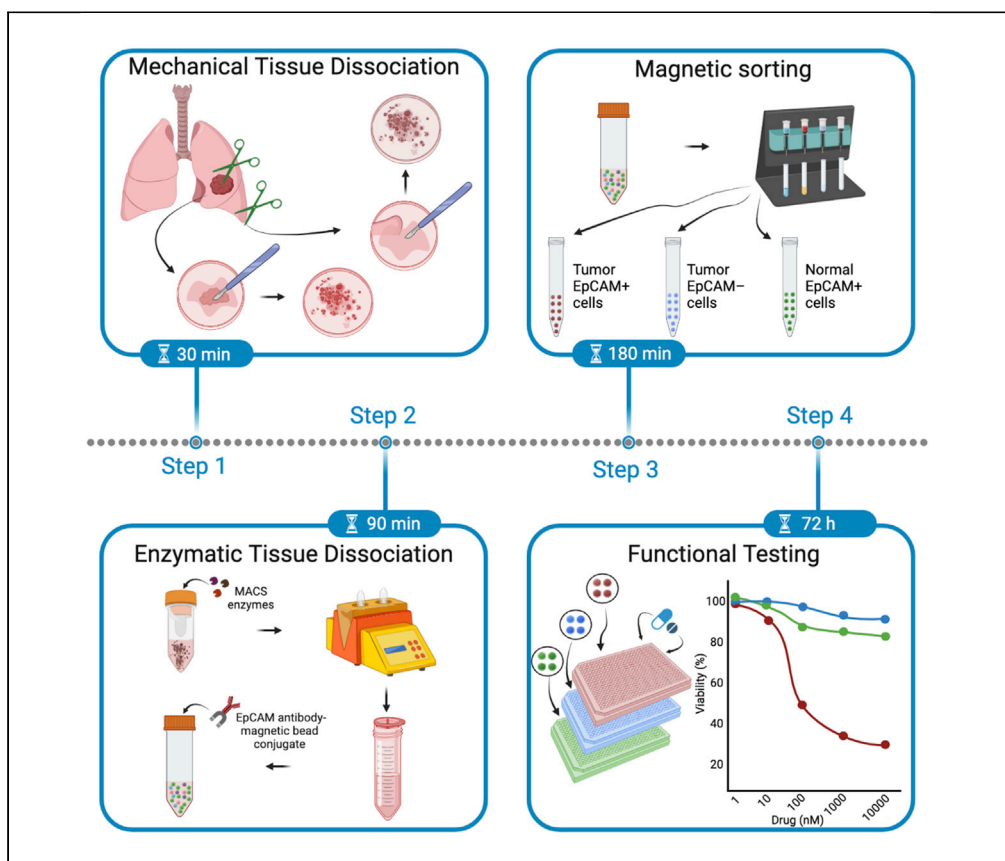 Mechanical Tissue Dissociation
30 min
Step 1
Magnetic sorting
Tumor
EpCAM+
cells
Tumor
EpCAM−
cells
Normal
EpCAM+
cells
180 min
Step 3
Step 2
90 min
Enzymatic Tissue Dissociation
MACS
enzymes
EpCAM antibody-
magnetic bead
conjugate
Step 4
72 h
Functional Testing
Viability (%)
100
80
60
40
20
1
10
100
1000
10000
Drug (nM)